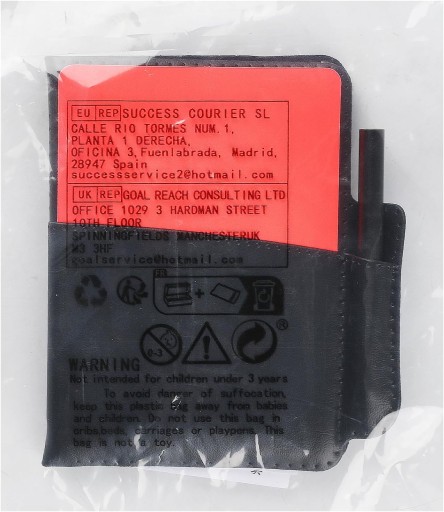 EU REP SUCCESS COURIER SL
CALLE RIO TORMES NUM.1,
PLANTA 1 DERECHA,
OFICINA 3, Fuenlabrada, Madrid,
28947 Spain
successservice2@hotmail.com
UK REP GOAL REACH CONSULTING LTD
OFFICE 1029 3 HARDMAN STREET
10TH FLOOR
SPINNINGFIELDS MANCHESTERUK
M3 3HF
goalservice@hotmail.com
0-3
®
WARNING
Not intended for children under 3 years
To avoid danger of suffocation,
keep this plastic bag away from babies
and children. Do not use this bag in
cribs,beds, carriages or playpens. This
bag is not a toy.